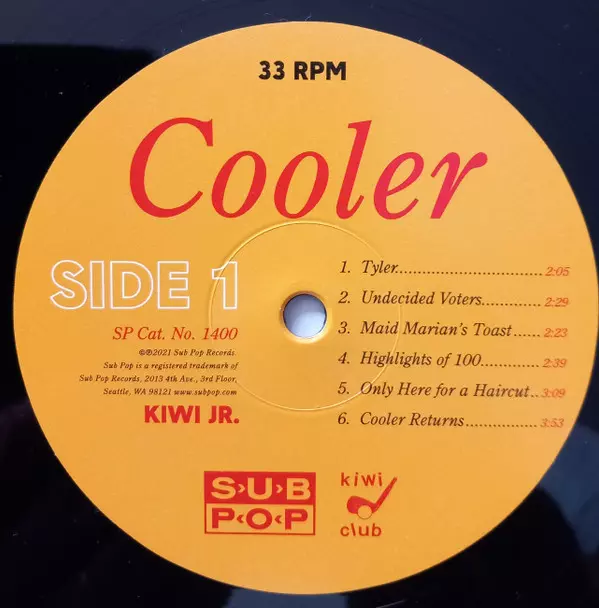 33 RPM
Cooler
SIDE 1
SP Cat. No. 1400
©℗2021 Sub Pop Records.
Sub Pop is a registered trademark of
Sub Pop Records, 2013 4th Ave., 3rd Floor,
Seattle, WA 98121 www.subpop.com
KIWI JR.
1. Tyler........................ 2:05
2. Undecided Voters.......... 2:29
3. Maid Marian's Toast..... 2:23
4. Highlights of 100.......... 2:39
5. Only Here for a Haircut.. 3:09
6. Cooler Returns............. 3:53
S›U›B
P‹O‹P
kiwi
club